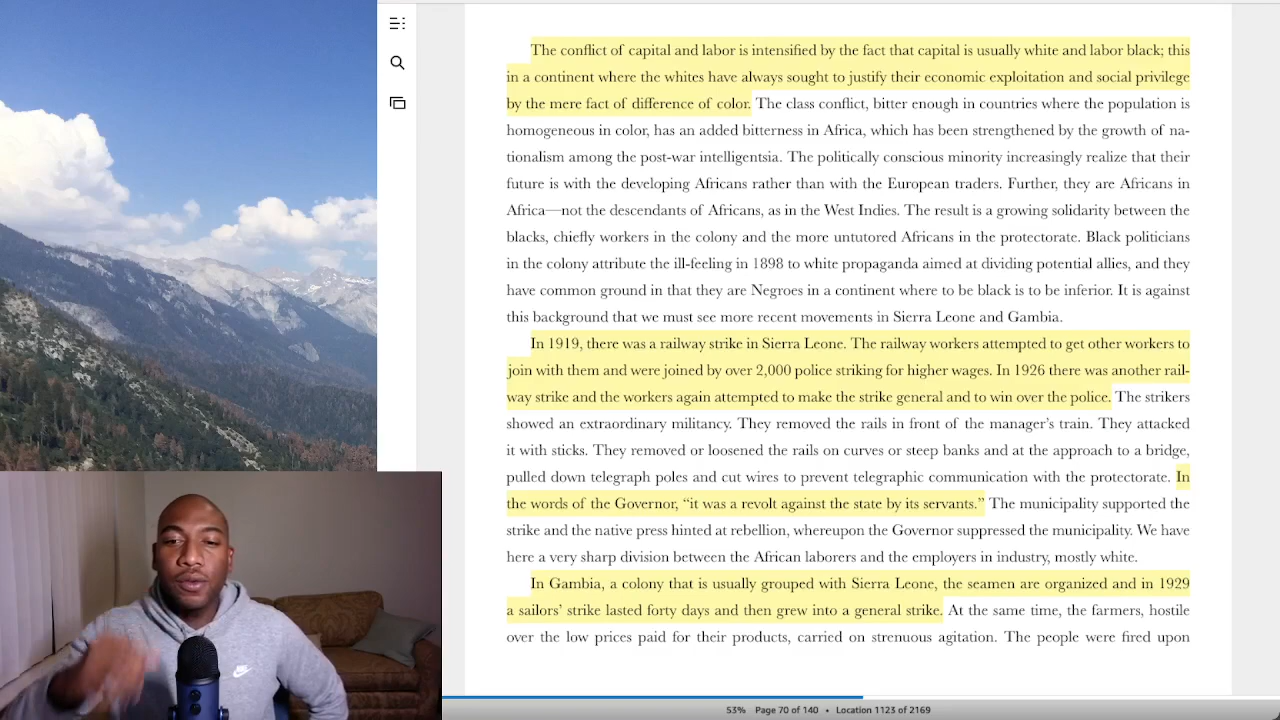 The conflict of capital and labor is intensified by the fact that capital is usually white and labor black; this
in a continent where the whites have always sought to justify their economic exploitation and social privilege
by the mere fact of difference of color. The class conflict, bitter enough in countries where the population is
homogeneous in color, has an added bitterness in Africa, which has been strengthened by the growth of na-
tionalism among the post-war intelligentsia. The politically conscious minority increasingly realize that their
future is with the developing Africans rather than with the European traders. Further, they are Africans in
Africa—not the descendants of Africans, as in the West Indies. The result is a growing solidarity between the
blacks, chiefly workers in the colony and the more untutored Africans in the protectorate. Black politicians
in the colony attribute the ill-feeling in 1898 to white propaganda aimed at dividing potential allies, and they
have common ground in that they are Negroes in a continent where to be black is to be inferior. It is against
this background that we must see more recent movements in Sierra Leone and Gambia.
In 1919, there was a railway strike in Sierra Leone. The railway workers attempted to get other workers to
join with them and were joined by over 2,000 police striking for higher wages. In 1926 there was another rail-
way strike and the workers again attempted to make the strike general and to win over the police. The strikers
showed an extraordinary militancy. They removed the rails in front of the manager's train. They attacked
it with sticks. They removed or loosened the rails on curves or steep banks and at the approach to a bridge,
pulled down telegraph poles and cut wires to prevent telegraphic communication with the protectorate. In
the words of the Governor, “it was a revolt against the state by its servants.” The municipality supported the
strike and the native press hinted at rebellion, whereupon the Governor suppressed the municipality. We have
here a very sharp division between the African laborers and the employers in industry, mostly white.
In Gambia, a colony that is usually grouped with Sierra Leone, the seamen are organized and in 1929
a sailors' strike lasted forty days and then grew into a general strike. At the same time, the farmers, hostile
over the low prices paid for their products, carried on strenuous agitation. The people were fired upon
53% Page 70 of 140 • Location 1123 of 2169